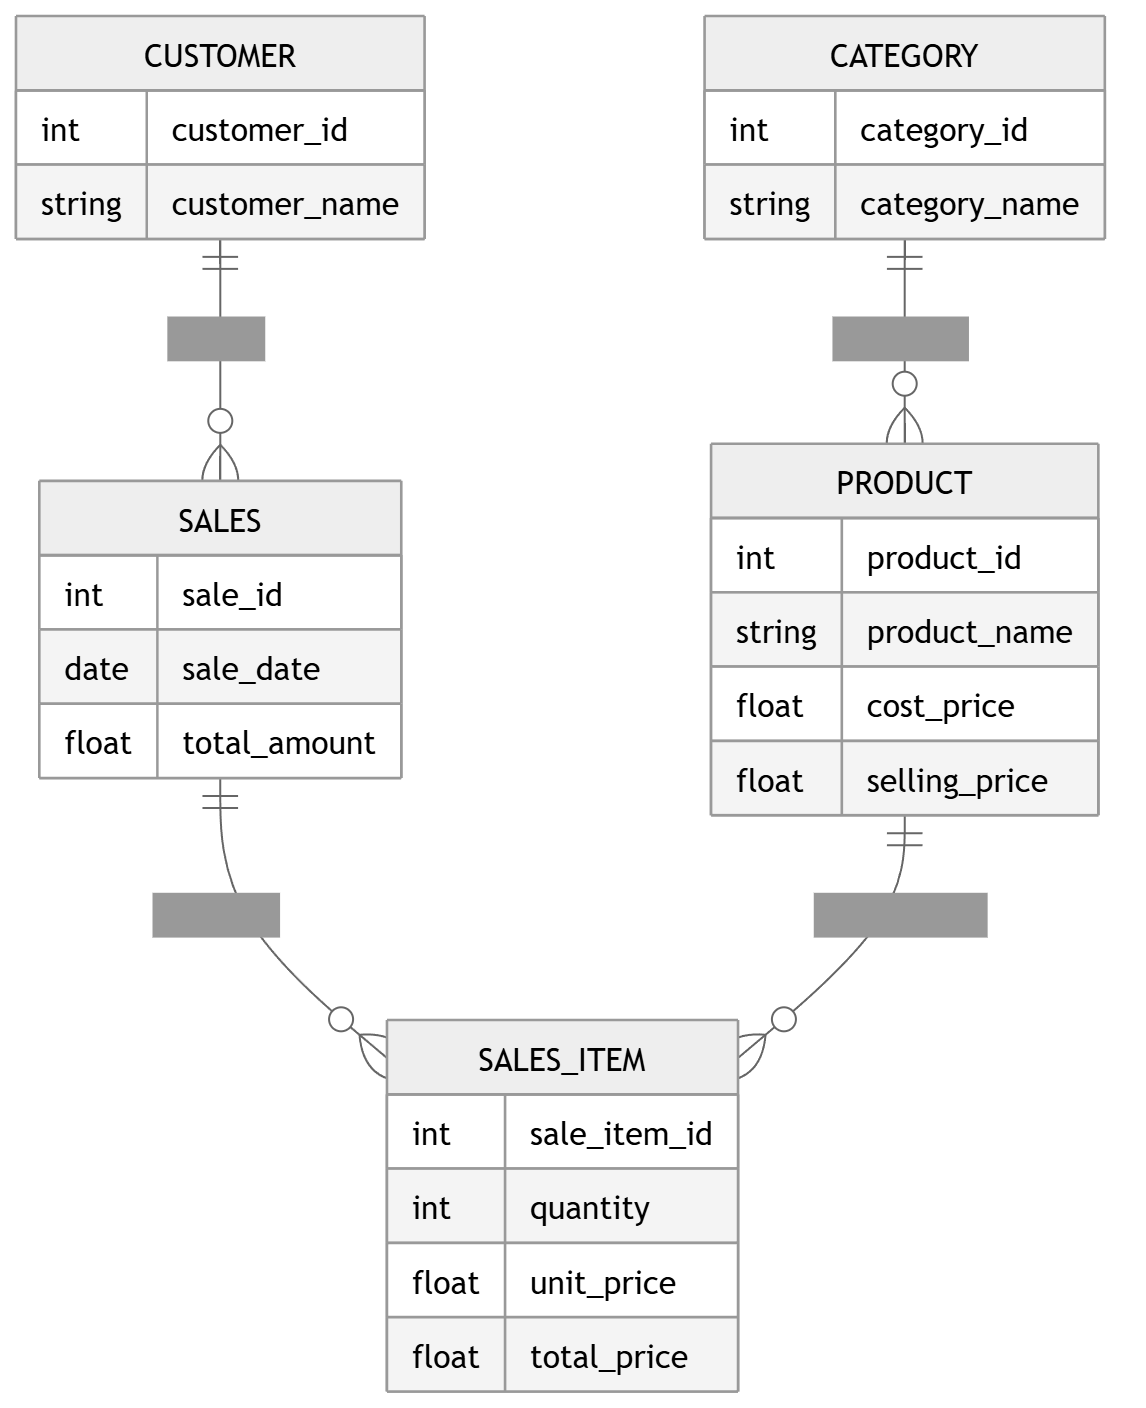 CUSTOMER
int customer_id
string customer_name
CATEGORY
int category_id
string category_name
SALES
int sale_id
date sale_date
float total_amount
PRODUCT
int product_id
string product_name
float cost_price
float selling_price
SALES_ITEM
int sale_item_id
int quantity
float unit_price
float total_price